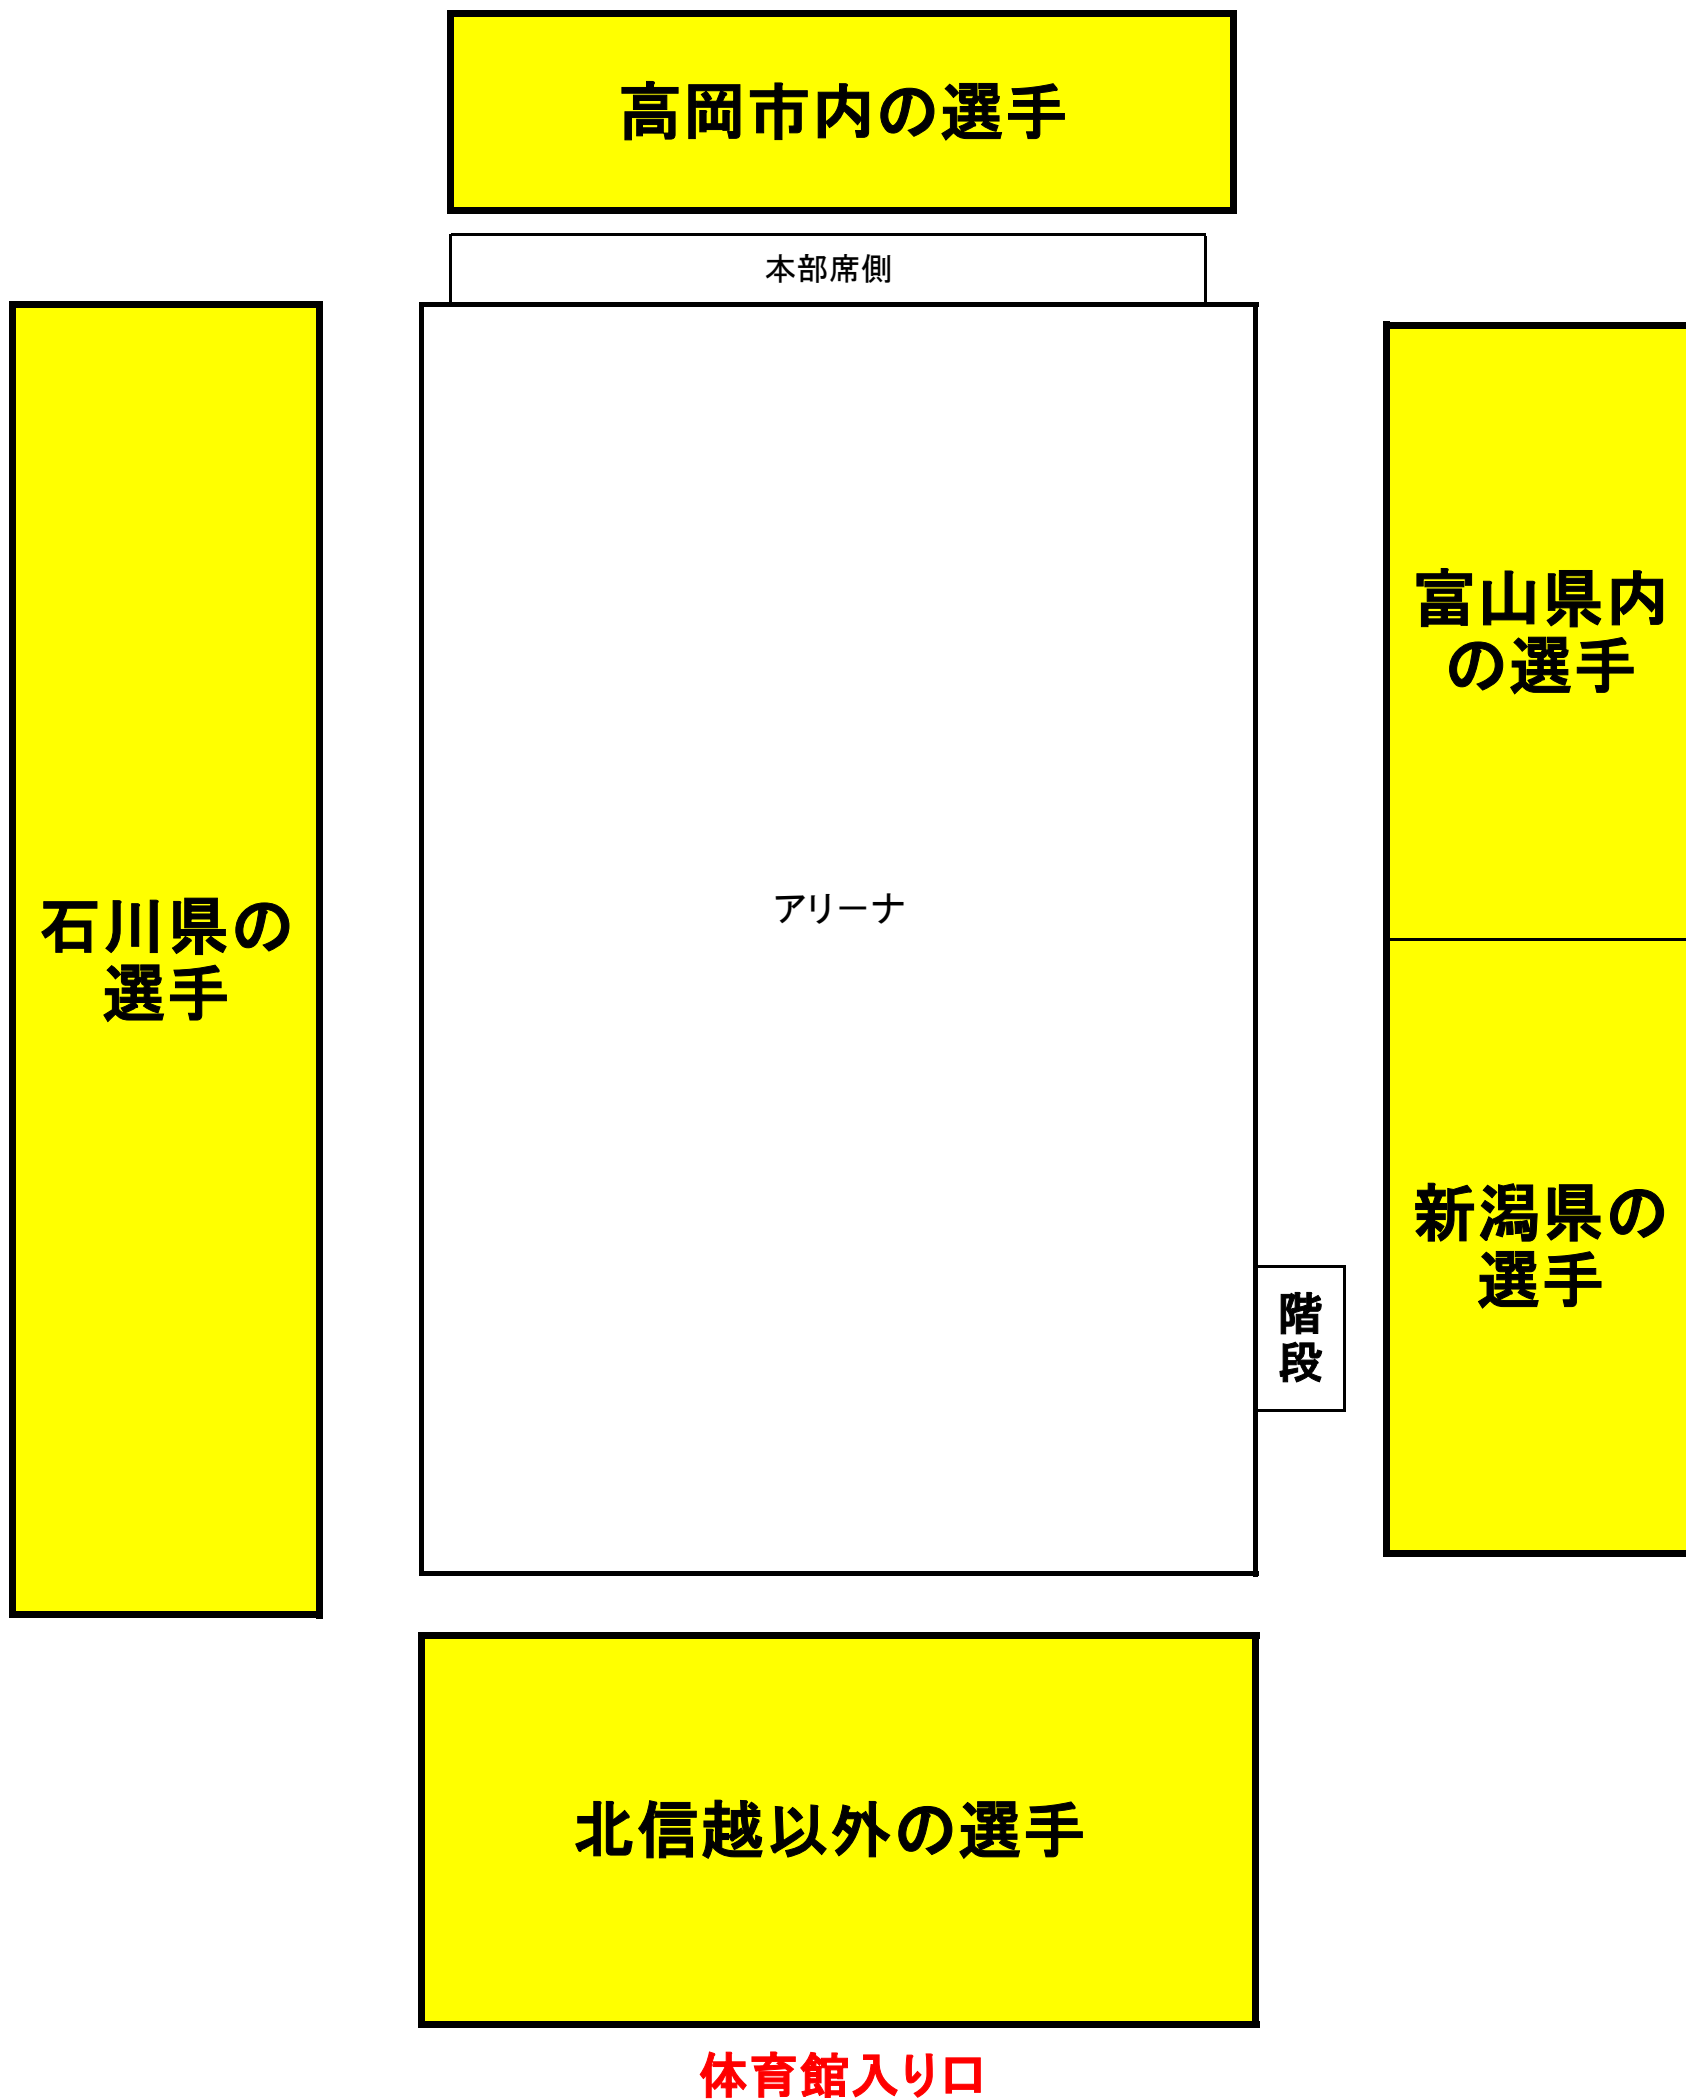 高岡市内の選手
本部席側
富山県内
の選手
石川県の
選手
アリーナ
新潟県の
選手
階
段
北信越以外の選手
体育館入り口